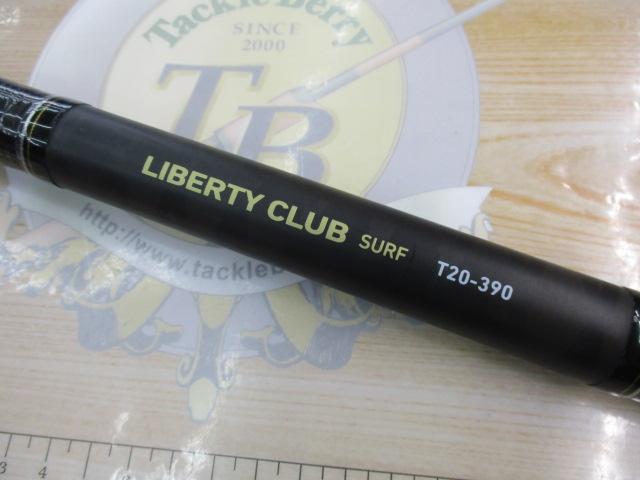 Tackle Berry
SINCE
2000
TB
LIBERTY CLUB SURF T20-390
http://www.tackleb
3 4